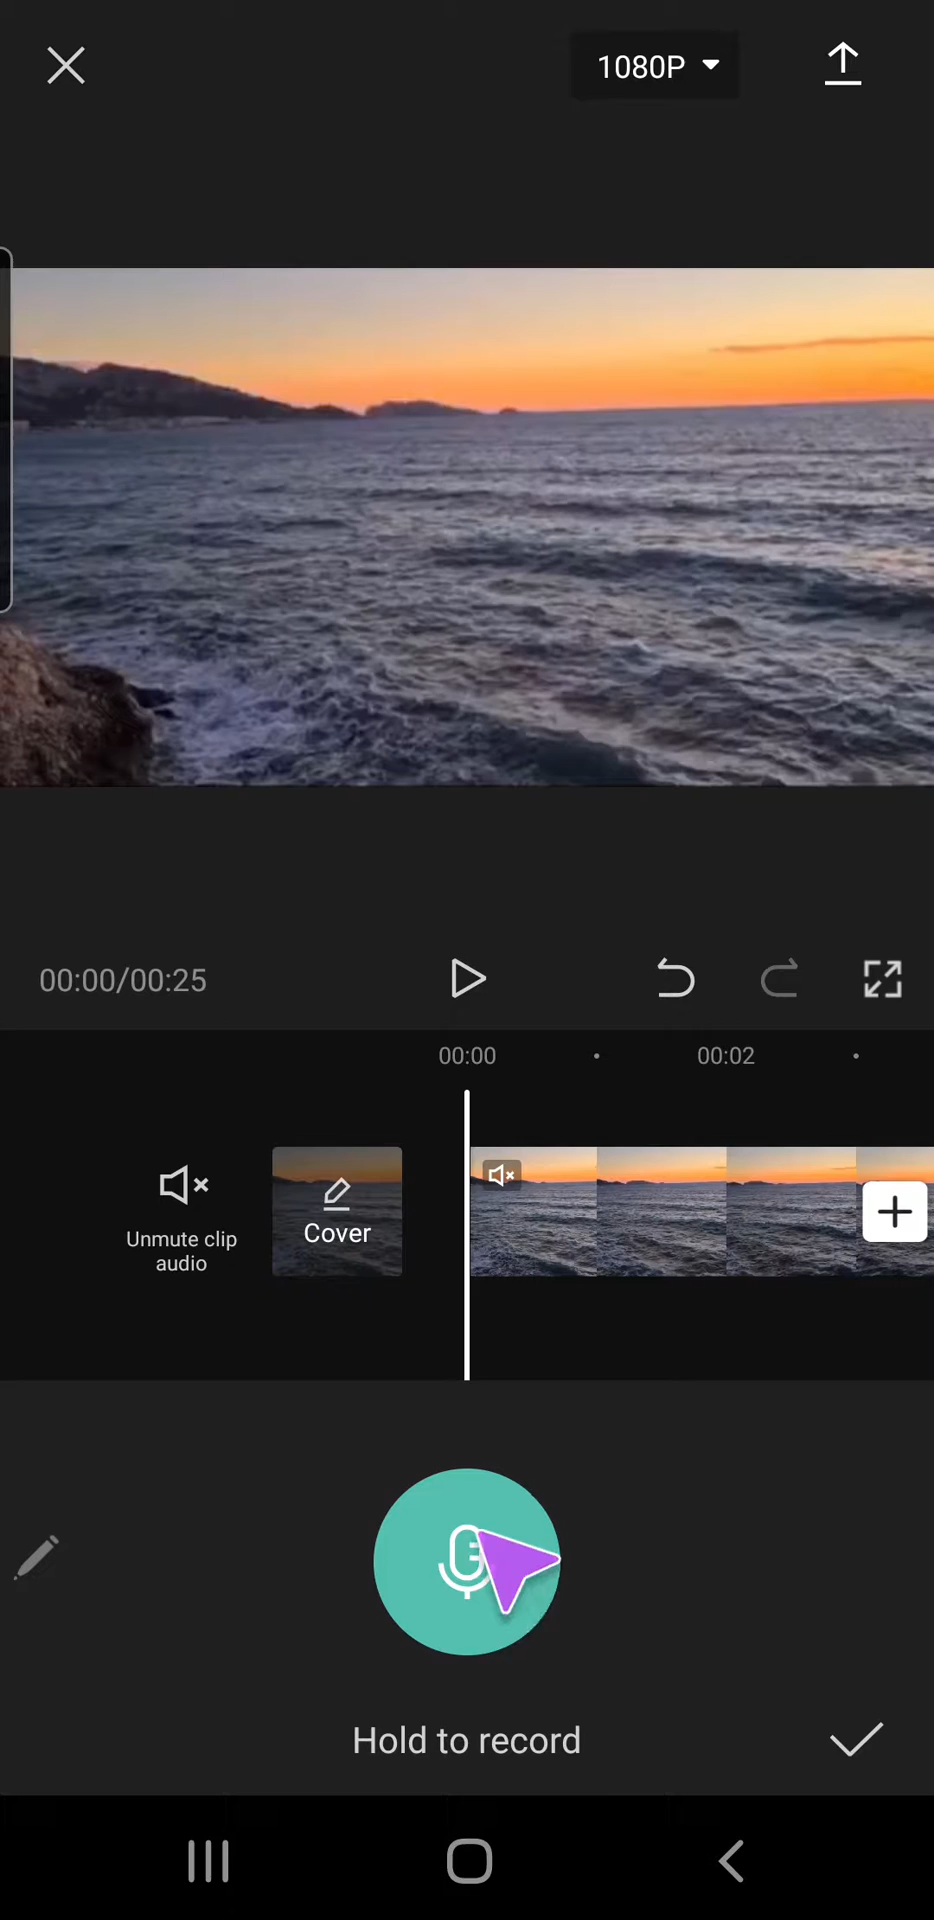 1080P
00:00/00:25
00:00
00:02
Unmute clip
audio
Cover
Hold to record